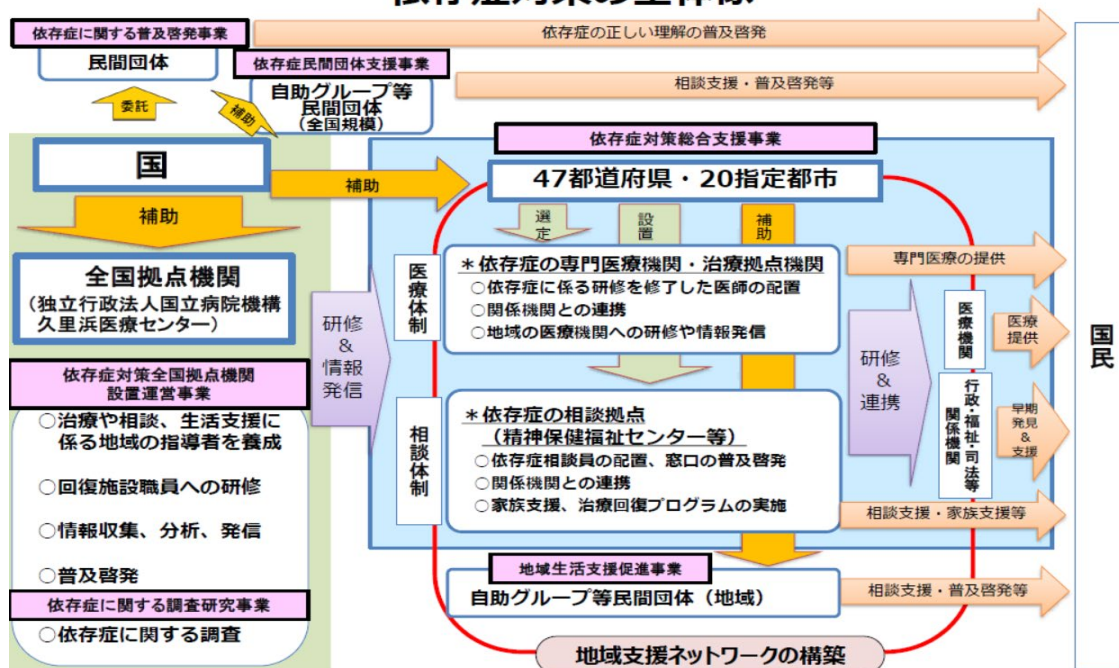 依存症対策の全体像
依存症に関する普及啓発事業
民間団体
依存症の正しい理解の普及啓発
依存症民間団体支援事業
自助グループ等
民間団体
（全国規模）
相談支援・普及啓発等
委託
補助
国
補助
補助
全国拠点機関
（独立行政法人国立病院機構
久里浜医療センター）
依存症対策全国拠点機関
設置運営事業
○治療や相談、生活支援に
係る地域の指導者を養成
○回復施設職員への研修
○情報収集、分析、発信
○普及啓発
依存症に関する調査研究事業
○依存症に関する調査
研修
&
情報
発信
依存症対策総合支援事業
47都道府県・20指定都市
選定
設置
補助
医療体制
＊依存症の専門医療機関・治療拠点機関
○依存症に係る研修を修了した医師の配置
○関係機関との連携
○地域の医療機関への研修や情報発信
相談体制
＊依存症の相談拠点
（精神保健福祉センター等）
○依存症相談員の配置、窓口の普及啓発
○関係機関との連携
○家族支援、治療回復プログラムの実施
研修
&
連携
専門医療の提供
医療機関
医療
提供
行政・福祉・司法等
関係機関
早期
発見
&
支援
相談支援・家族支援等
地域生活支援促進事業
自助グループ等民間団体（地域）
相談支援・普及啓発等
地域支援ネットワークの構築
国民